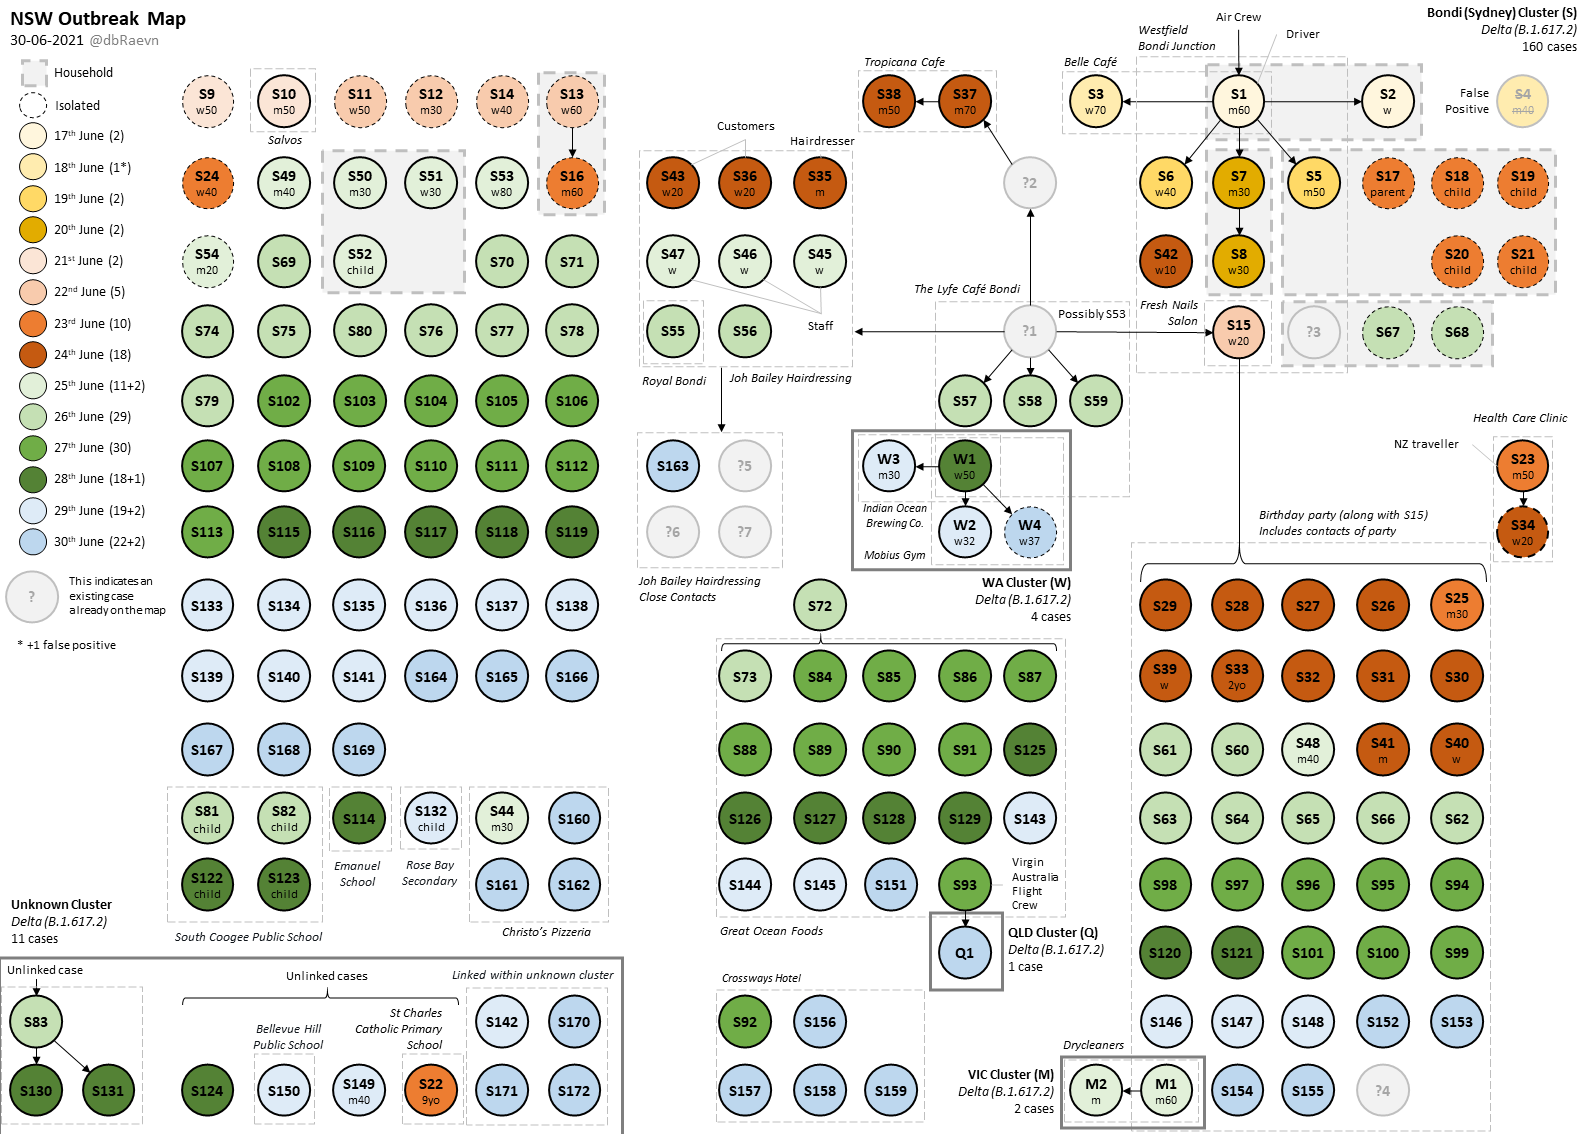 NSW Outbreak Map
30-06-2021 @dbRaevn
Household
Isolated
17th June (2)
18th June (1*)
19th June (2)
20th June (2)
21st June (2)
22nd June (5)
23rd June (10)
24th June (18)
25th June (11+2)
26th June (29)
27th June (30)
28th June (18+1)
29th June (19+2)
30th June (22+2)
?
This indicates an
existing case
already on the map
* +1 false positive
S9
w50
S10
m50
Salvos
S11
w50
S12
m30
S14
w40
S13
w60
S24
w40
S49
m40
S50
m30
S51
w30
S53
w80
S16
m60
S54
m20
S69
S52
child
S70
S71
S74
S75
S80
S76
S77
S78
S79
S102
S103
S104
S105
S106
S107
S108
S109
S110
S111
S112
S113
S115
S116
S117
S118
S119
S133
S134
S135
S136
S137
S138
S139
S140
S141
S164
S165
S166
S167
S168
S169
S81
child
S82
child
S122
child
S123
child
South Coogee Public School
S114
Emanuel
School
S132
child
Rose Bay
Secondary
S44
m30
S160
S161
S162
Christo's Pizzeria
Unknown Cluster
Delta (B.1.617.2)
11 cases
Unlinked case
S83
S130
S131
Unlinked cases
S124
Bellevue Hill
Public School
S150
S149
m40
St Charles
Catholic Primary
School
S22
9yo
Linked within unknown cluster
S142
S170
S171
S172
Tropicana Cafe
S38
m50
S37
m70
Customers
Hairdresser
S43
w20
S36
w20
S35
m
S47
w
S46
w
S45
w
Staff
S55
S56
Royal Bondi
Joh Bailey Hairdressing
S163
?5
?6
?7
Joh Bailey Hairdressing
Close Contacts
?2
The Lyfe Café Bondi
?1
Possibly S53
S57
S58
S59
W3
m30
W1
w50
Indian Ocean
Brewing Co.
W2
w32
W4
w37
Mobius Gym
WA Cluster (W)
Delta (B.1.617.2)
4 cases
S72
S73
S84
S85
S86
S87
S88
S89
S90
S91
S125
S126
S127
S128
S129
S143
S144
S145
S151
S93
Virgin
Australia
Flight
Crew
Great Ocean Foods
Q1
QLD Cluster (Q)
Delta (B.1.617.2)
1 case
Crossways Hotel
S92
S156
S157
S158
S159
Bondi (Sydney) Cluster (S)
Delta (B.1.617.2)
160 cases
Air Crew
Driver
Westfield
Bondi Junction
Belle Café
S3
w70
S1
m60
S2
w
False
Positive
S4
m40
S6
w40
S7
m30
S5
m50
S17
parent
S18
child
S19
child
S42
w10
S8
w30
S20
child
S21
child
Fresh Nails
Salon
S15
w20
?3
S67
S68
Health Care Clinic
NZ traveller
S23
m50
S34
w20
Birthday party (along with S15)
Includes contacts of party
S29
S28
S27
S26
S25
m30
S39
w
S33
2yo
S32
S31
S30
S61
S60
S48
m40
S41
m
S40
w
S63
S64
S65
S66
S62
S98
S97
S96
S95
S94
S120
S121
S101
S100
S99
S146
S147
S148
S152
S153
Drycleaners
VIC Cluster (M)
Delta (B.1.617.2)
2 cases
M2
m
M1
m60
S154
S155
?4